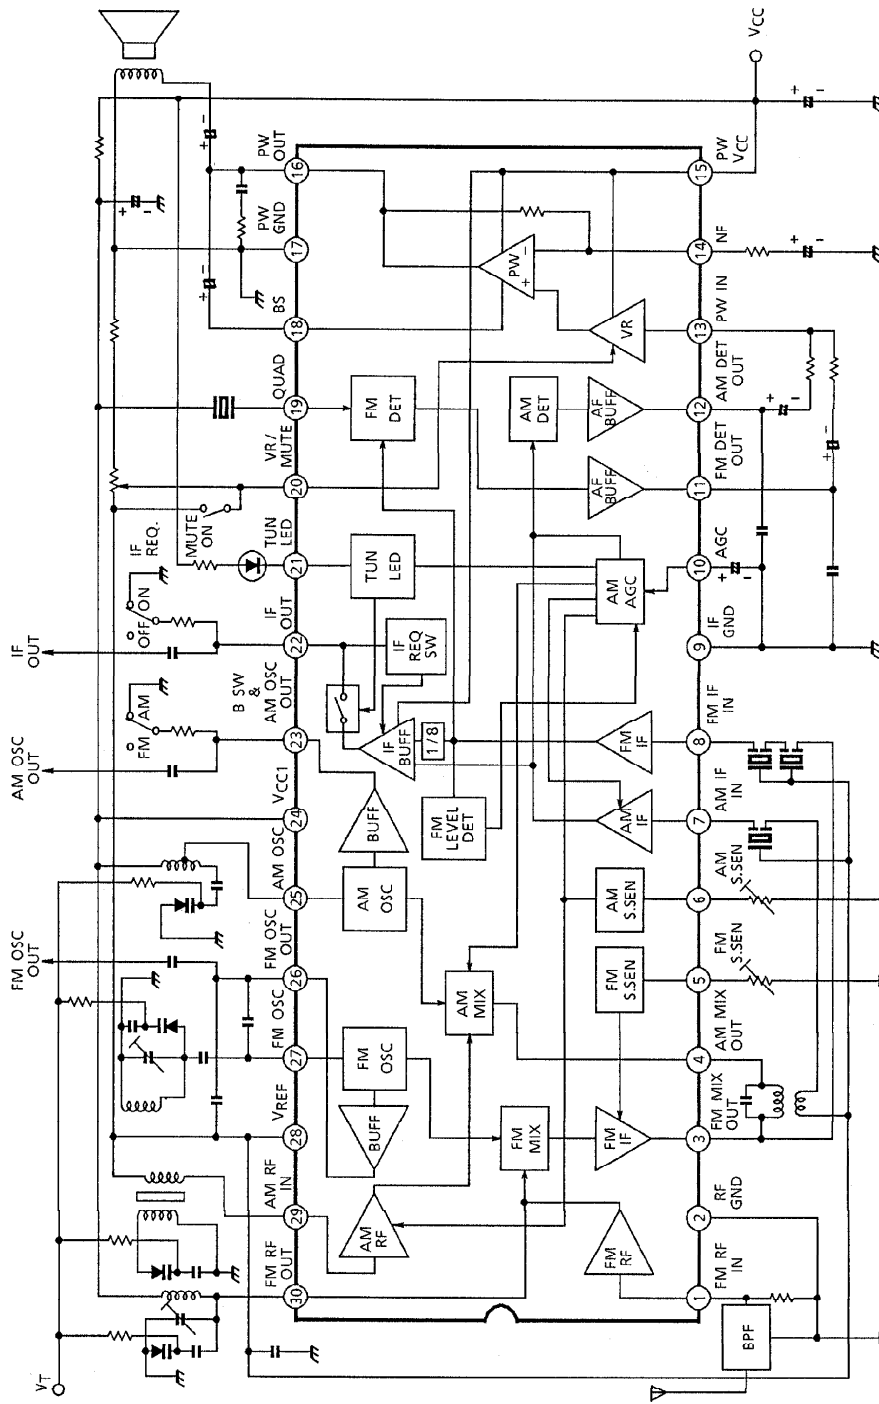 VT
FM OSC
OUT
AM OSC
OUT
IF
OUT
FM
AM
OFF
ON
IF
REQ.
MUTE
ON
VCC
+
-
+
-
+
-
+
-
30
FM RF
OUT
29
AM RF
IN
28
VREF
27
FM OSC
26
FM OSC
OUT
25
AM OSC
24
VCC1
23
B SW
&
AM OSC
OUT
22
IF
OUT
21
TUN
LED
20
VR/
MUTE
19
QUAD
18
BS
17
PW
GND
16
PW
OUT
AM
RF
BUFF
FM
OSC
AM
OSC
BUFF
IF
BUFF
1/8
IF
REQ
SW
TUN
LED
FM
DET
PW
+
-
FM
RF
FM
MIX
FM
IF
AM
MIX
FM
S.SEN
AM
S.SEN
FM
LEVEL
DET
AM
IF
FM
IF
AM
AGC
AF
BUFF
AM
DET
AF
BUFF
VR
1
FM RF
IN
2
RF
GND
3
FM MIX
OUT
4
AM MIX
OUT
5
FM
S.SEN
6
AM
S.SEN
7
AM IF
IN
8
FM IF
IN
9
IF
GND
10
AGC
11
FM DET
OUT
12
AM DET
OUT
13
PW IN
14
NF
15
PW
VCC
BPF
+
-
+
-
+
-
+
-